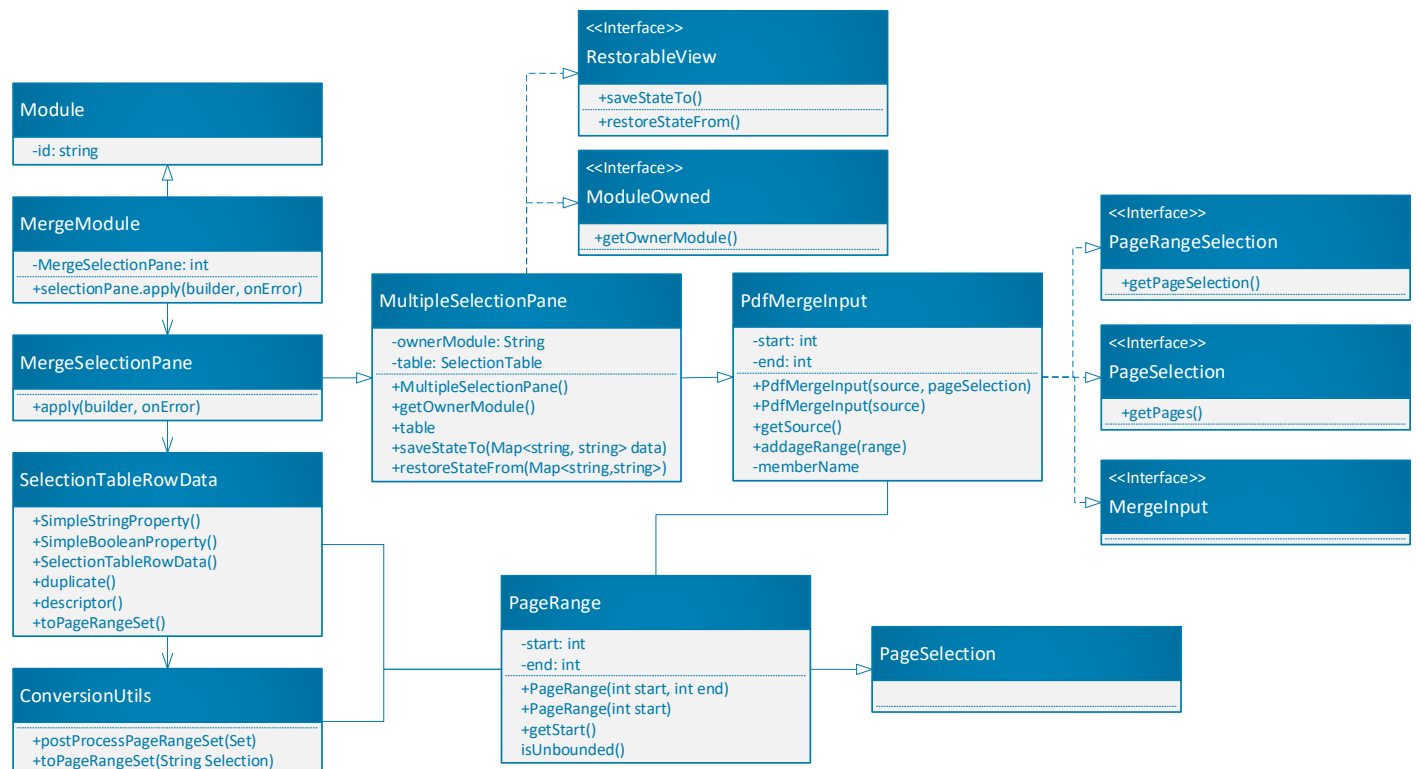 Module
-id: string
MergeModule
-MergeSelectionPane: int
+selectionPane.apply(builder, onError)
MergeSelectionPane
+apply(builder, onError)
SelectionTableRowData
+SimpleStringProperty()
+SimpleBooleanProperty()
+SelectionTableRowData()
+duplicate()
+descriptor()
+toPageRangeSet()
ConversionUtils
+postProcessPageRangeSet(Set)
+toPageRangeSet(String Selection)
<<Interface>>
RestorableView
+saveStateTo()
+restoreStateFrom()
<<Interface>>
ModuleOwned
+getOwnerModule()
MultipleSelectionPane
-ownerModule: String
-table: SelectionTable
+MultipleSelectionPane()
+getOwnerModule()
+table
+saveStateTo(Map<string, string> data)
+restoreStateFrom(Map<string,string>)
PdfMergeInput
-start: int
-end: int
+PdfMergeInput(source, pageSelection)
+PdfMergeInput(source)
+getSource()
+addageRange(range)
-memberName
<<Interface>>
PageRangeSelection
+getPageSelection()
<<Interface>>
PageSelection
+getPages()
<<Interface>>
MergeInput
PageRange
-start: int
-end: int
+PageRange(int start, int end)
+PageRange(int start)
+getStart()
isUnbounded()
PageSelection